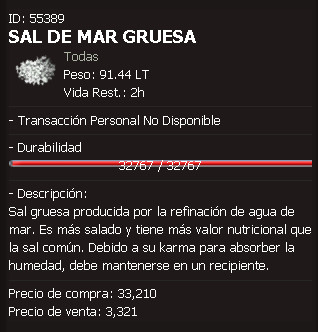 ID: 55389
SAL DE MAR GRUESA
Todas
Peso: 91.44 LT
Vida Rest.: 2h
- Transacción Personal No Disponible
- Durabilidad
32767 / 32767
- Descripción:
Sal gruesa producida por la refinación de agua de
mar. Es más salado y tiene más valor nutricional que
la sal común. Debido a su karma para absorber la
humedad, debe mantenerse en un recipiente.
Precio de compra: 33,210
Precio de venta: 3,321